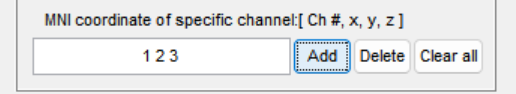 MNI coordinate of specific channel:[ Ch #, x, y, z ]
1 2 3 Add Delete Clear all